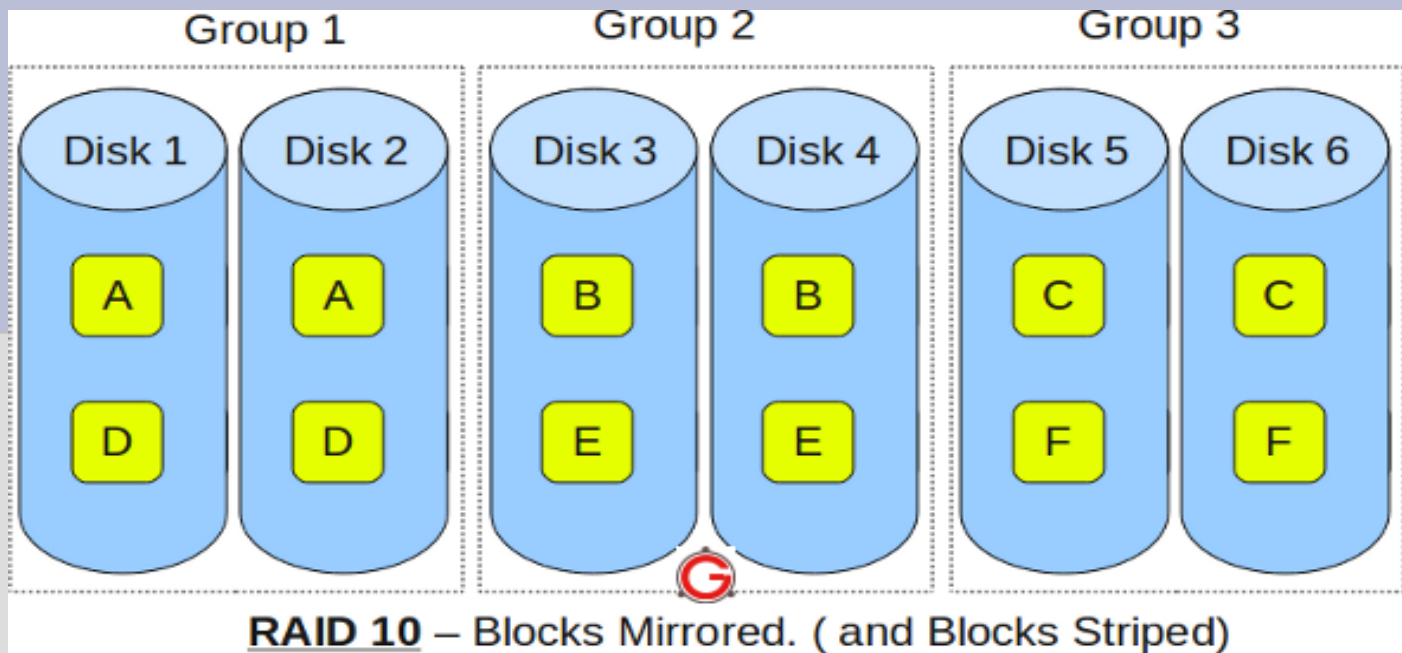 Group 1 Group 2 Group 3
Disk 1 Disk 2 Disk 3 Disk 4 Disk 5 Disk 6
A A B B C C
D D E E F F
G
RAID 10 – Blocks Mirrored. ( and Blocks Striped)